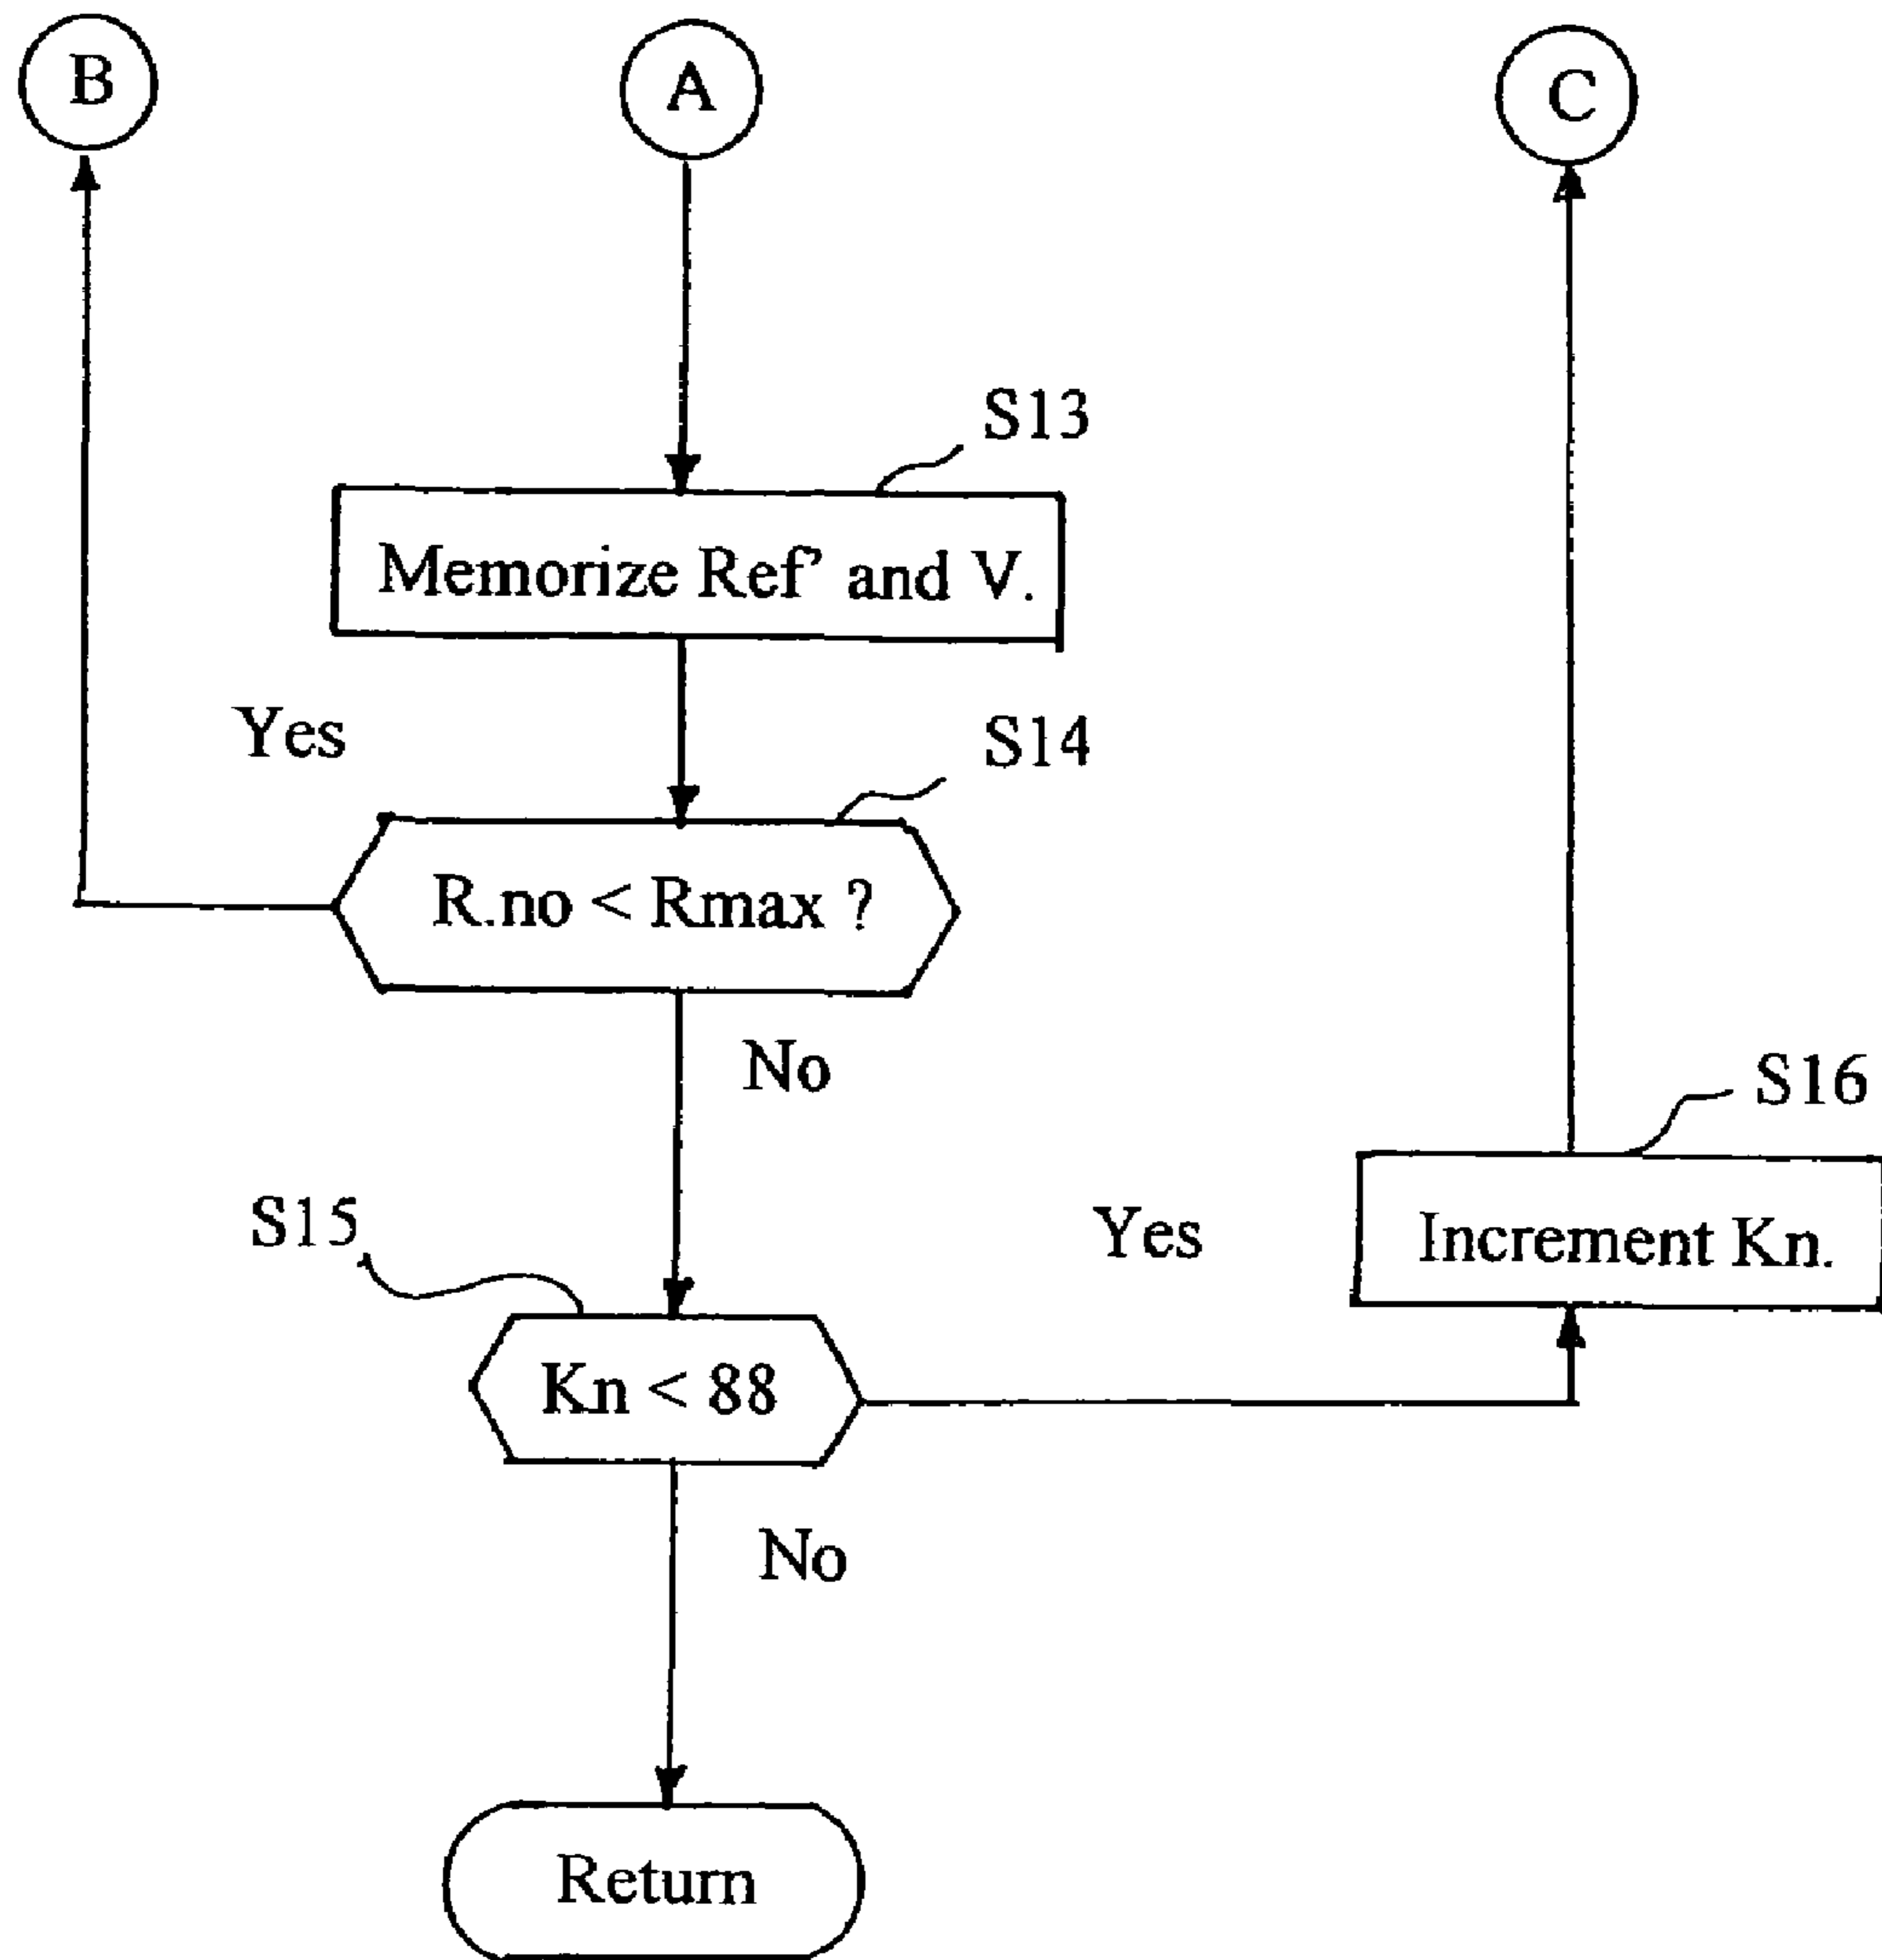 B
A
C
S13
Memorize Ref’ and V.
Yes
S14
R.no < Rmax ?
No
S16
Increment Kn.
S15
Yes
Kn < 88
No
Return